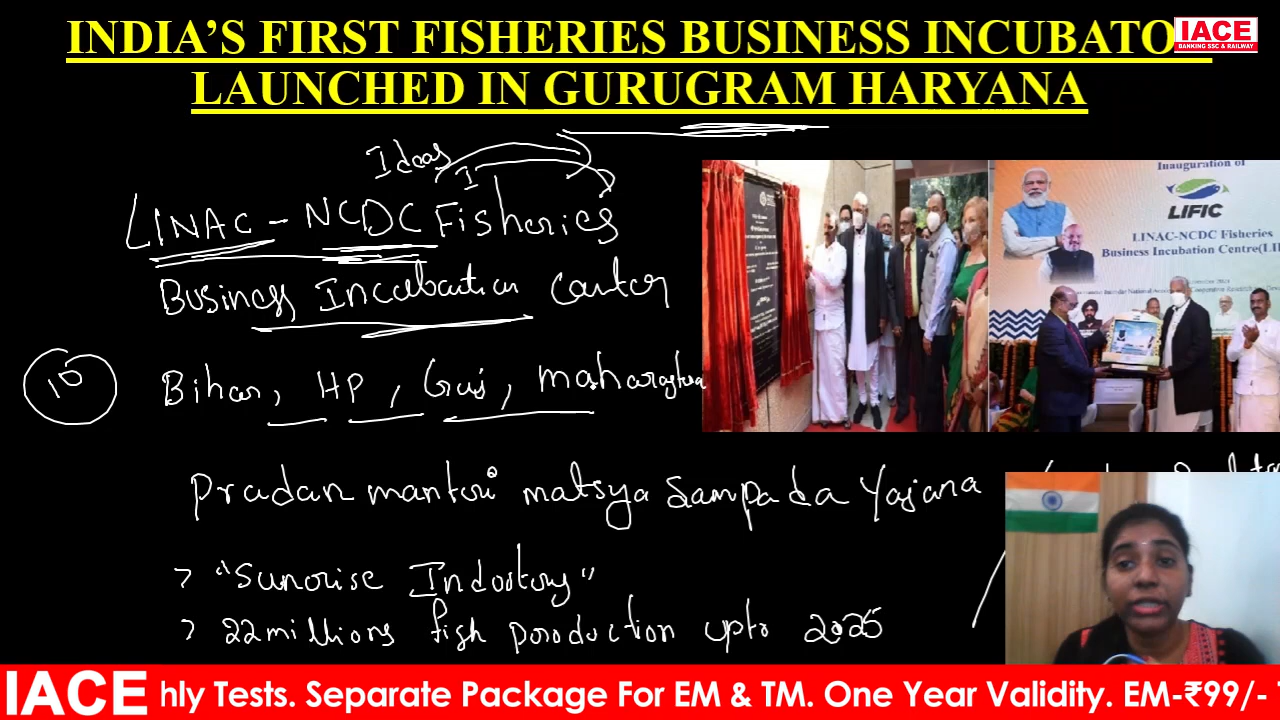 INDIA'S FIRST FISHERIES BUSINESS INCUBATO
LAUNCHED IN GURUGRAM HARYANA
IACE
BANKING SSC & RAILWAY
Ideas
I
LINAC - NCDC Fisheries
Business Incubation Center
10
Bihar, HP, Guj, maharagtra
Pradan mantri matsya Sampada Yojana
> "Sunrise Indostory"
> 22millions fish production upto 2025
Inauguration of
LIFIC
LINAC-NCDC Fisheries
Business Incubation Centre(LI
IACE
hly Tests. Separate Package For EM & TM. One Year Validity. EM-₹99/-